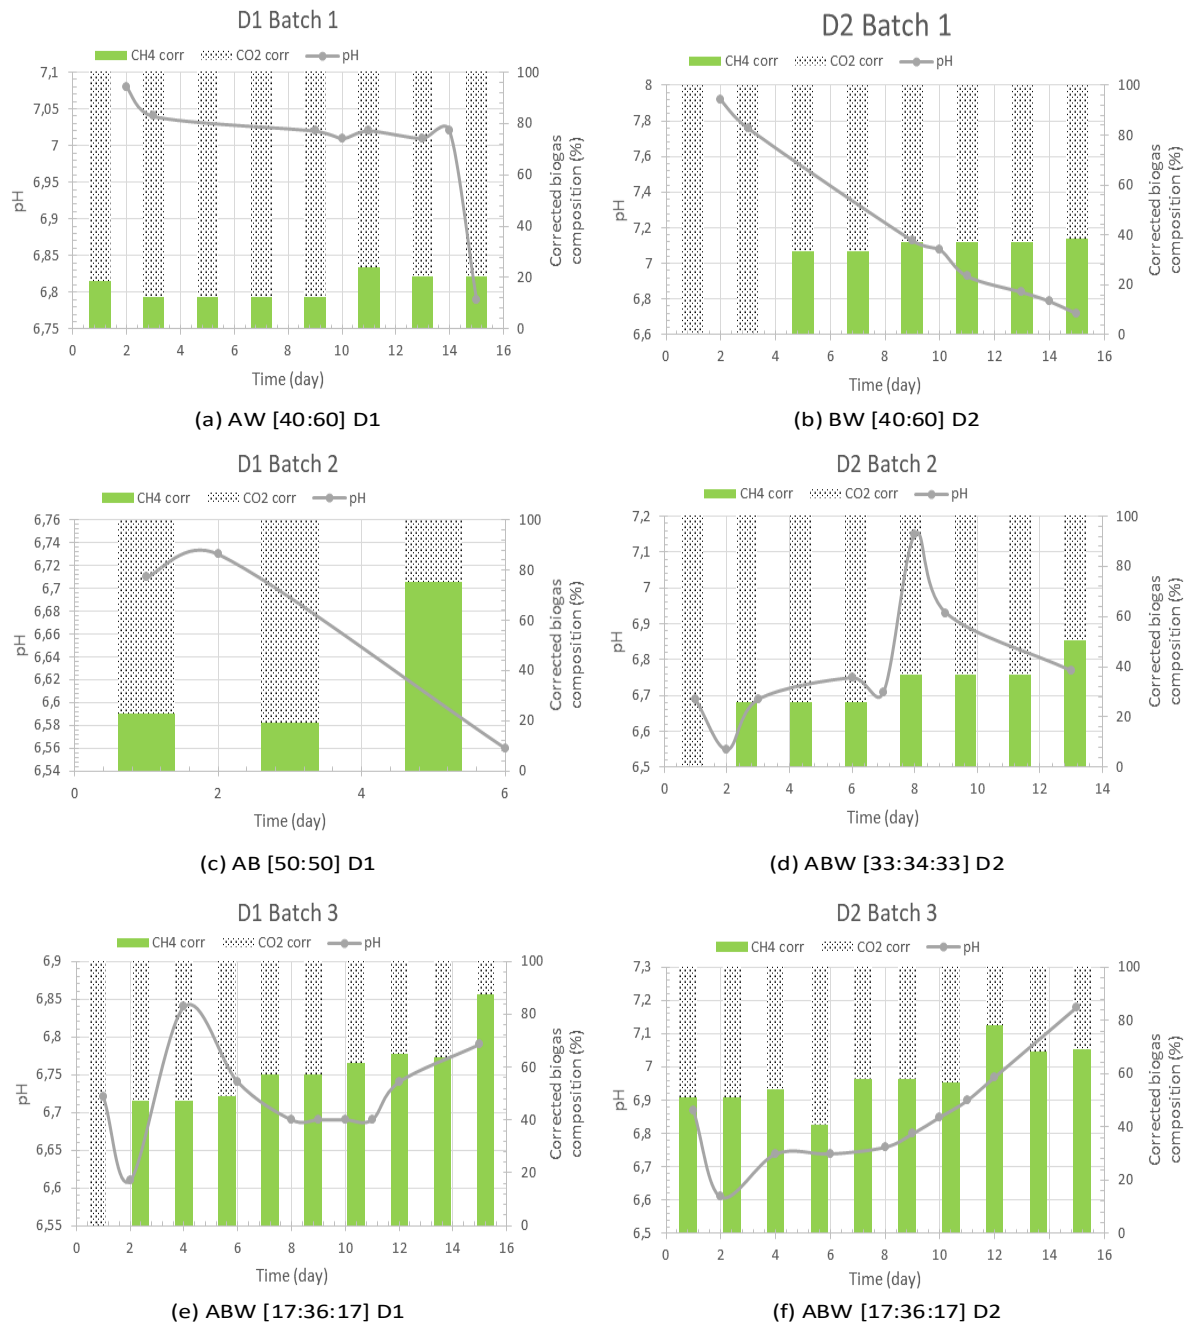 D1 Batch 1
CH4 corr CO2 corr pH
7,1
7,05
7
6,95
6,9
6,85
6,8
6,75
pH
100
80
60
40
20
0
Corrected biogas
composition (%)
0 2 4 6 8 10 12 14 16
Time (day)
(a) AW [40:60] D1
D2 Batch 1
CH4 corr CO2 corr pH
8
7,8
7,6
7,4
7,2
7
6,8
6,6
pH
100
80
60
40
20
0
Corrected biogas
composition (%)
0 2 4 6 8 10 12 14 16
Time (day)
(b) BW [40:60] D2
D1 Batch 2
CH4 corr CO2 corr pH
6,76
6,74
6,72
6,7
6,68
6,66
6,64
6,62
6,6
6,58
6,56
6,54
pH
100
80
60
40
20
0
Corrected biogas
composition (%)
0 2 4 6
Time (day)
(c) AB [50:50] D1
D2 Batch 2
CH4 corr CO2 corr pH
7,2
7,1
7
6,9
6,8
6,7
6,6
6,5
pH
100
80
60
40
20
0
Corrected biogas
composition (%)
0 2 4 6 8 10 12 14
Time (day)
(d) ABW [33:34:33] D2
D1 Batch 3
CH4 corr CO2 corr pH
6,9
6,85
6,8
6,75
6,7
6,65
6,6
6,55
pH
100
80
60
40
20
0
Corrected biogas
composition (%)
0 2 4 6 8 10 12 14 16
Time (day)
(e) ABW [17:36:17] D1
D2 Batch 3
CH4 corr CO2 corr pH
7,3
7,2
7,1
7,0
6,9
6,8
6,7
6,6
6,5
pH
100
80
60
40
20
0
Corrected biogas
composition (%)
0 2 4 6 8 10 12 14 16
Time (day)
(f) ABW [17:36:17] D2